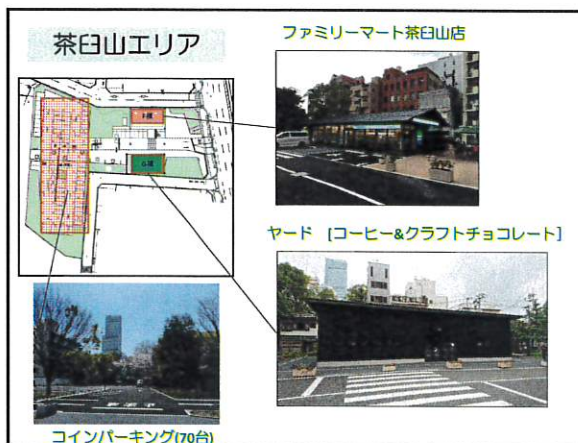 茶臼山エリア
ファミリーマート茶臼山店
ヤード [コーヒー&クラフトチョコレート]
コインパーキング(70台)